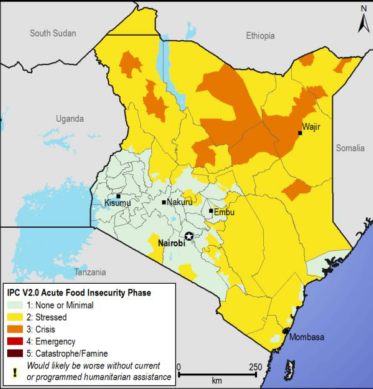 N
South Sudan
Ethiopia
Uganda
Wajir
Somalia
Kisumu
Nakuru
Embu
Nairobi
Tanzania
IPC V2.0 Acute Food Insecurity Phase
1: None or Minimal
2: Stressed
3: Crisis
4: Emergency
5: Catastrophe/Famine
! Would likely be worse without current
or programmed humanitarian assistance
Mombasa
0 250
km